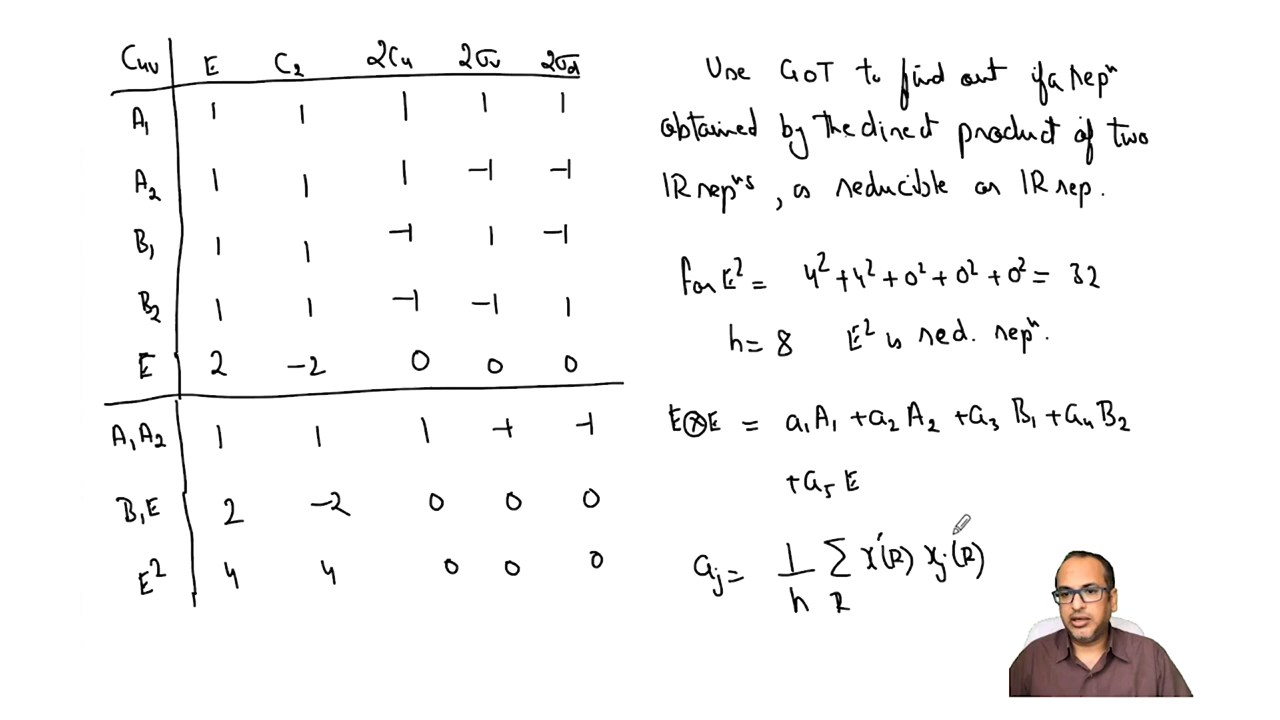 C4v E C2 2C4 2σv 2σd
A1 1 1 1 1 1
A2 1 1 1 -1 -1
B1 1 1 -1 1 -1
B2 1 1 -1 -1 1
E 2 -2 0 0 0
A1A2 1 1 1 -1 -1
B1E 2 -2 0 0 0
E² 4 4 0 0 0
Use GOT to find out if a repⁿ
obtained by the direct product of two
IR repⁿˢ, is reducible or IR rep.
for E² = 4² + 4² + 0² + 0² + 0² = 32
h = 8 E² is red. repⁿ.
E⊗E = a1A1 + a2A2 + a3B1 + a4B2
+ a5E
aj = 1/h Σ_R χ'(R) χj(R)